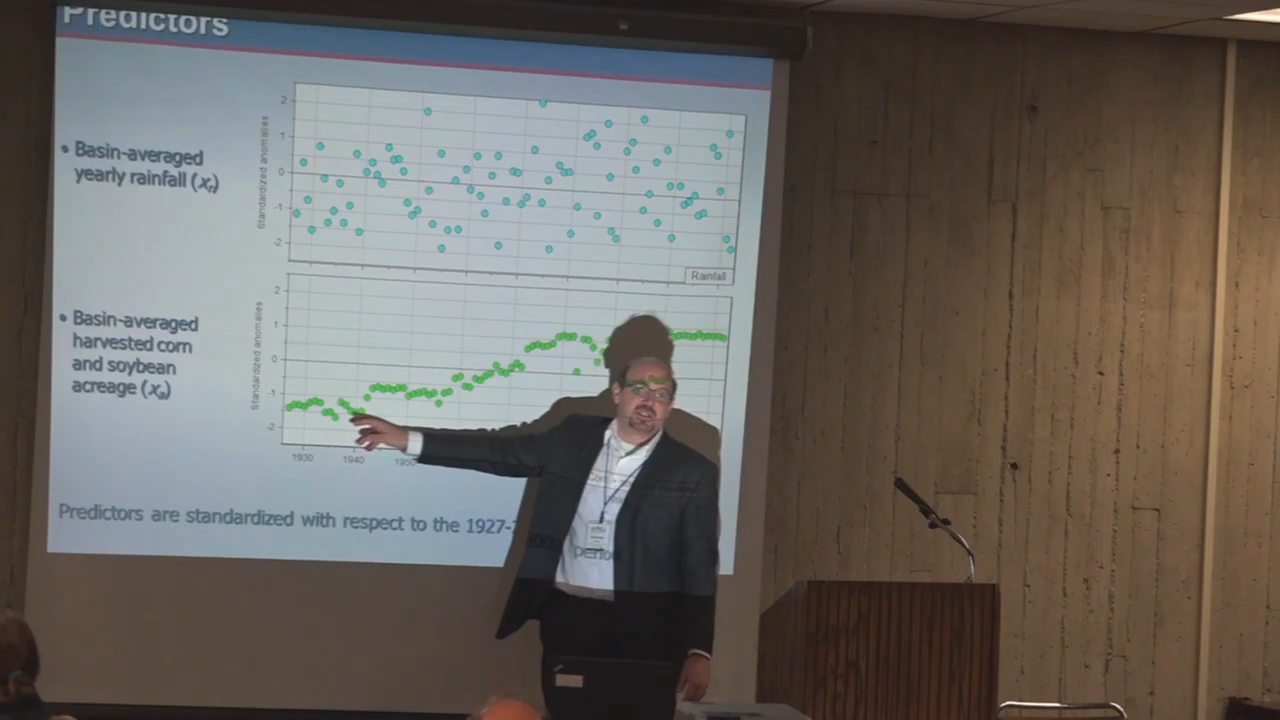 Predictors
• Basin-averaged
yearly rainfall (xr)
Standardized anomalies
2
1
0
-1
-2
Rainfall
• Basin-averaged
harvested corn
and soybean
acreage (xa)
Standardized anomalies
2
1
0
-1
-2
1930
1940
Predictors are standardized with respect to the 1927- period